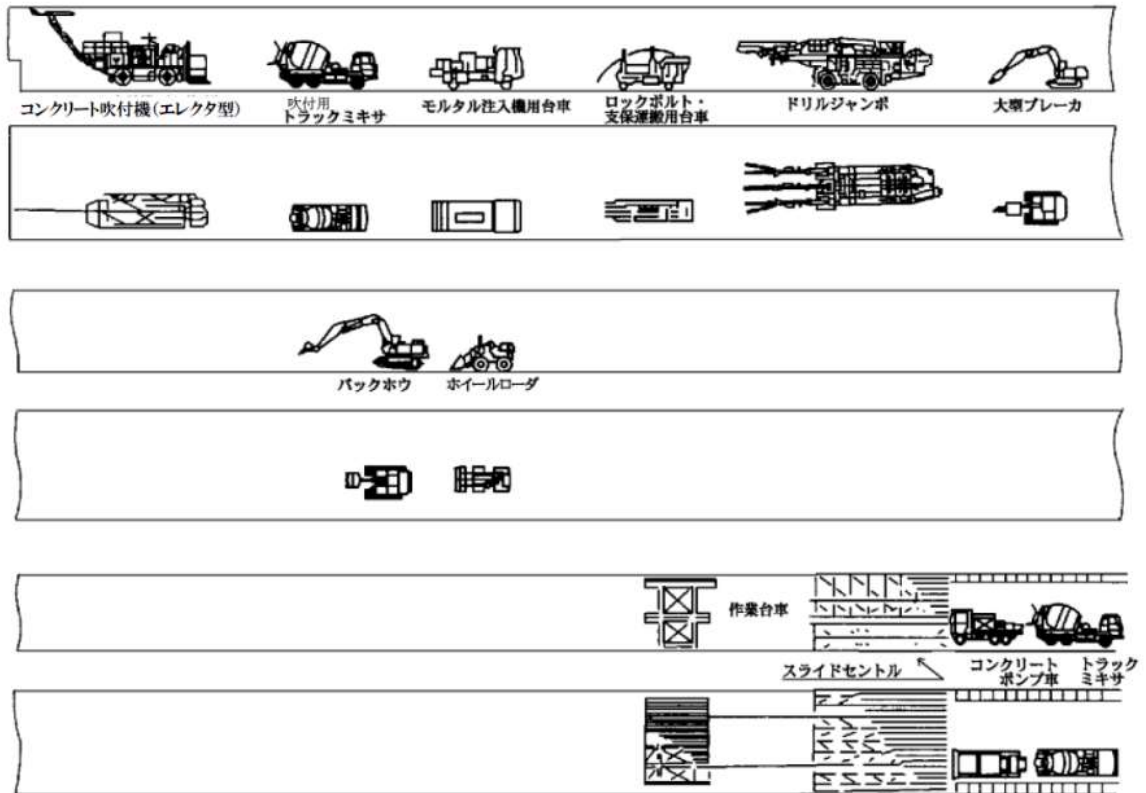 コンクリート吹付機(エレクタ型)
吹付用
トラックミキサ
モルタル注入機用台車
ロックボルト・
支保運搬用台車
ドリルジャンボ
大型ブレーカ
バックホウ
ホイールローダ
作業台車
スライドセントル
コンクリート
ポンプ車
トラック
ミキサ